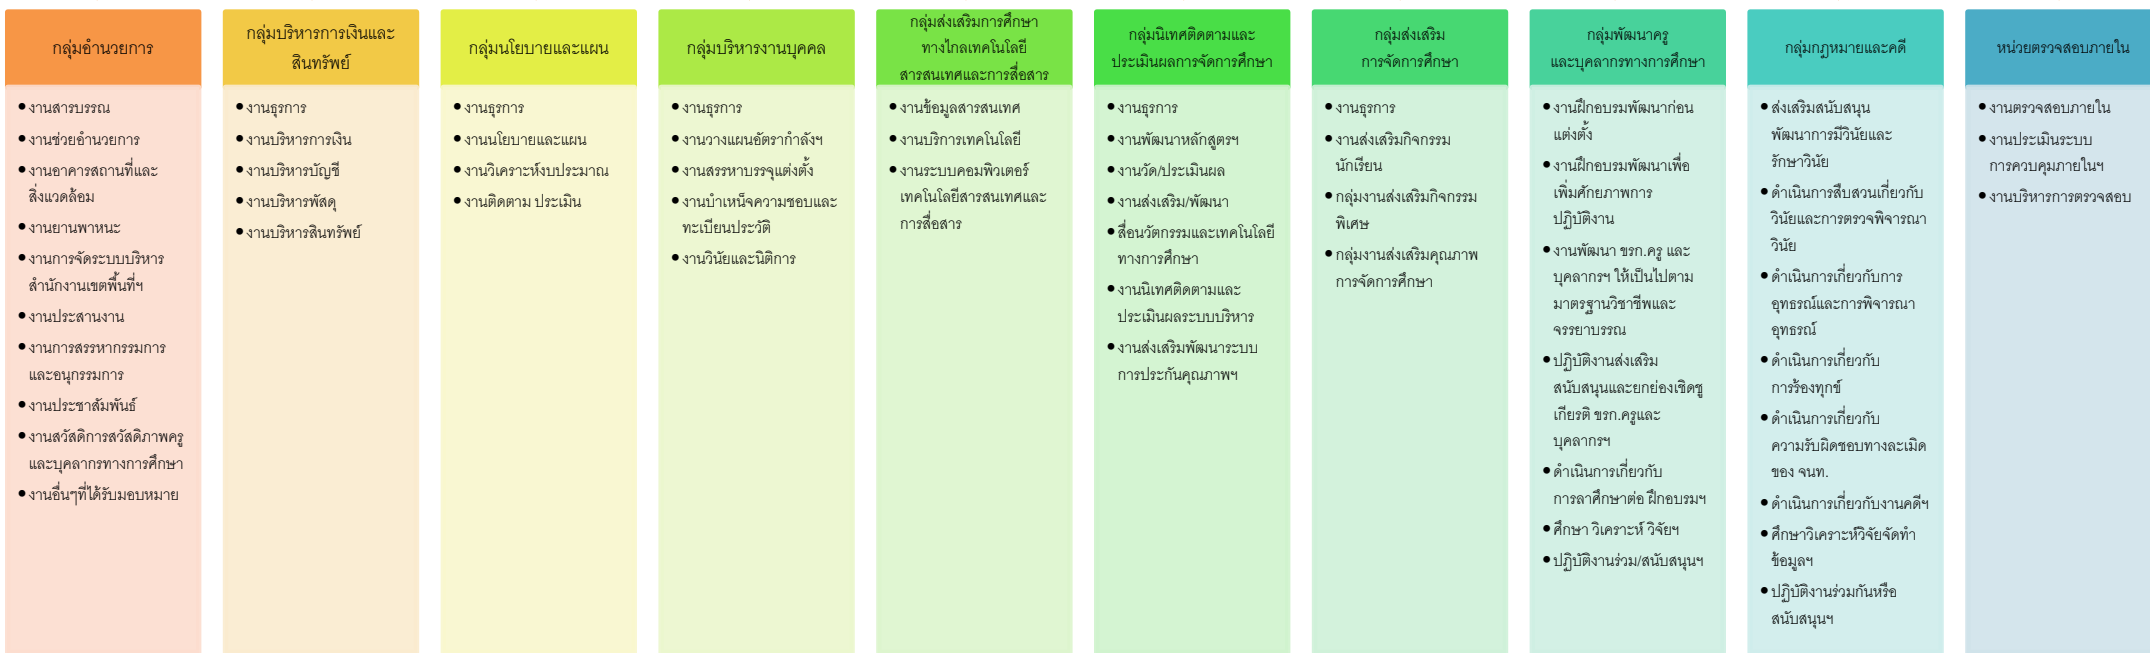 กลุ่มอำนวยการ
• งานสารบรรณ
• งานช่วยอำนวยการ
• งานอาคารสถานที่และ
สิ่งแวดล้อม
• งานยานพาหนะ
• งานการจัดระบบบริหาร
สำนักงานเขตพื้นที่ฯ
• งานประสานงาน
• งานการสรรหากรรมการ
และอนุกรรมการ
• งานประชาสัมพันธ์
• งานสวัสดิการสวัสดิภาพครู
และบุคลากรทางการศึกษา
• งานอื่นๆที่ได้รับมอบหมาย
กลุ่มบริหารการเงินและ
สินทรัพย์
• งานธุรการ
• งานบริหารการเงิน
• งานบริหารบัญชี
• งานบริหารพัสดุ
• งานบริหารสินทรัพย์
กลุ่มนโยบายและแผน
• งานธุรการ
• งานนโยบายและแผน
• งานวิเคราะห์งบประมาณ
• งานติดตาม ประเมิน
กลุ่มบริหารงานบุคคล
• งานธุรการ
• งานวางแผนอัตรากำลังฯ
• งานสรรหาบรรจุแต่งตั้ง
• งานบำเหน็จความชอบและ
ทะเบียนประวัติ
• งานวินัยและนิติการ
กลุ่มส่งเสริมการศึกษา
ทางไกลเทคโนโลยี
สารสนเทศและการสื่อสาร
• งานข้อมูลสารสนเทศ
• งานบริการเทคโนโลยี
• งานระบบคอมพิวเตอร์
เทคโนโลยีสารสนเทศและ
การสื่อสาร
กลุ่มนิเทศติดตามและ
ประเมินผลการจัดการศึกษา
• งานธุรการ
• งานพัฒนาหลักสูตรฯ
• งานวัด/ประเมินผล
• งานส่งเสริม/พัฒนา
• สื่อนวัตกรรมและเทคโนโลยี
ทางการศึกษา
• งานนิเทศติดตามและ
ประเมินผลระบบบริหาร
• งานส่งเสริมพัฒนาระบบ
การประกันคุณภาพฯ
กลุ่มส่งเสริม
การจัดการศึกษา
• งานธุรการ
• งานส่งเสริมกิจกรรม
นักเรียน
• กลุ่มงานส่งเสริมกิจกรรม
พิเศษ
• กลุ่มงานส่งเสริมคุณภาพ
การจัดการศึกษา
กลุ่มพัฒนาครู
และบุคลากรทางการศึกษา
• งานฝึกอบรมพัฒนาก่อน
แต่งตั้ง
• งานฝึกอบรมพัฒนาเพื่อ
เพิ่มศักยภาพการ
ปฏิบัติงาน
• งานพัฒนา ขรก.ครู และ
บุคลากรฯ ให้เป็นไปตาม
มาตรฐานวิชาชีพและ
จรรยาบรรณ
• ปฏิบัติงานส่งเสริม
สนับสนุนและยกย่องเชิดชู
เกียรติ ขรก.ครูและ
บุคลากรฯ
• ดำเนินการเกี่ยวกับ
การลาศึกษาต่อ ฝึกอบรมฯ
• ศึกษา วิเคราะห์ วิจัยฯ
• ปฏิบัติงานร่วม/สนับสนุนฯ
กลุ่มกฎหมายและคดี
• ส่งเสริมสนับสนุน
พัฒนาการมีวินัยและ
รักษาวินัย
• ดำเนินการสืบสวนเกี่ยวกับ
วินัยและการตรวจพิจารณา
วินัย
• ดำเนินการเกี่ยวกับการ
อุทธรณ์และการพิจารณา
อุทธรณ์
• ดำเนินการเกี่ยวกับ
การร้องทุกข์
• ดำเนินการเกี่ยวกับ
ความรับผิดชอบทางละเมิด
ของ จนท.
• ดำเนินการเกี่ยวกับงานคดีฯ
• ศึกษาวิเคราะห์วิจัยจัดทำ
ข้อมูลฯ
• ปฏิบัติงานร่วมกันหรือ
สนับสนุนฯ
หน่วยตรวจสอบภายใน
• งานตรวจสอบภายใน
• งานประเมินระบบ
การควบคุมภายในฯ
• งานบริหารการตรวจสอบ